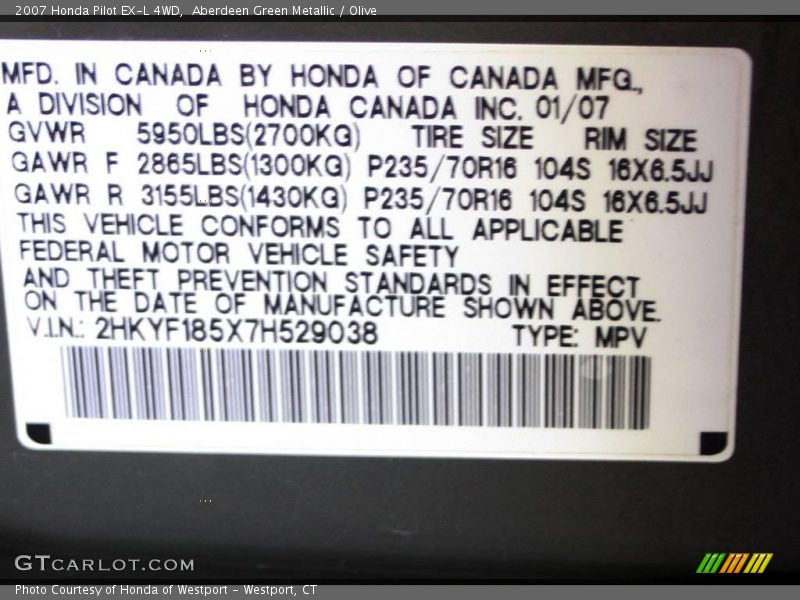 2007 Honda Pilot EX-L 4WD,  Aberdeen Green Metallic / Olive
MFD. IN CANADA BY HONDA OF CANADA MFG.,
A DIVISION OF HONDA CANADA INC. 01/07
GVWR 5950LBS(2700KG) TIRE SIZE RIM SIZE
GAWR F 2865LBS(1300KG) P235/70R16 104S 16X6.5JJ
GAWR R 3155LBS(1430KG) P235/70R16 104S 16X6.5JJ
THIS VEHICLE CONFORMS TO ALL APPLICABLE
FEDERAL MOTOR VEHICLE SAFETY
AND THEFT PREVENTION STANDARDS IN EFFECT
ON THE DATE OF MANUFACTURE SHOWN ABOVE.
V.I.N.: 2HKYF185X7H529038 TYPE: MPV
GTCARLOT.COM
Photo Courtesy of Honda of Westport - Westport, CT